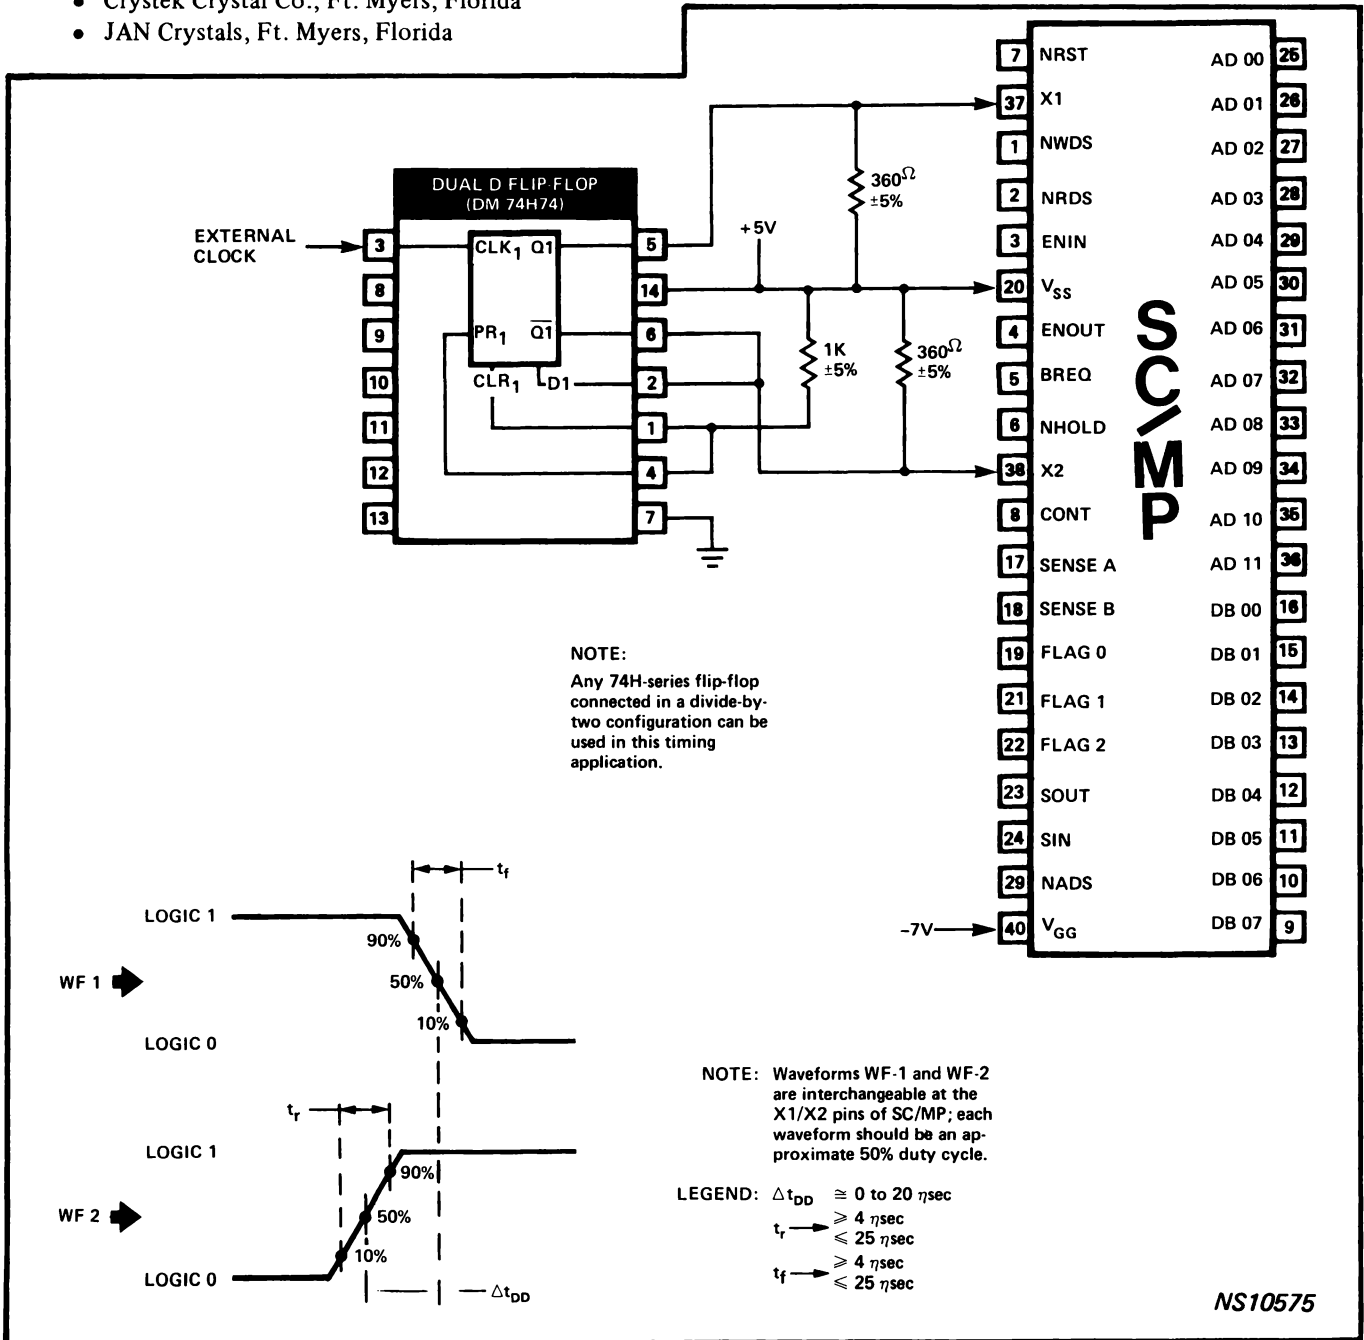 • Crystek Crystal Co., Ft. Myers, Florida
• JAN Crystals, Ft. Myers, Florida
DUAL D FLIP-FLOP
(DM 74H74)
EXTERNAL
CLOCK
3
8
9
10
11
12
13
CLK1 Q1
PR1 Q1
CLR1 D1
5
14
6
2
1
4
7
+5V
360Ω
±5%
1K
±5%
360Ω
±5%
7 NRST
37 X1
1 NWDS
2 NRDS
3 ENIN
20 VSS
4 ENOUT
5 BREQ
6 NHOLD
38 X2
8 CONT
17 SENSE A
18 SENSE B
19 FLAG 0
21 FLAG 1
22 FLAG 2
23 SOUT
24 SIN
29 NADS
-7V 40 VGG
SC/MP
AD 00 25
AD 01 26
AD 02 27
AD 03 28
AD 04 29
AD 05 30
AD 06 31
AD 07 32
AD 08 33
AD 09 34
AD 10 35
AD 11 36
DB 00 16
DB 01 15
DB 02 14
DB 03 13
DB 04 12
DB 05 11
DB 06 10
DB 07 9
NOTE:
Any 74H-series flip-flop
connected in a divide-by-
two configuration can be
used in this timing
application.
tf
LOGIC 1
90%
WF 1
50%
10%
LOGIC 0
tr
LOGIC 1
90%
WF 2
50%
10%
LOGIC 0
ΔtDD
NOTE: Waveforms WF-1 and WF-2
are interchangeable at the
X1/X2 pins of SC/MP; each
waveform should be an ap-
proximate 50% duty cycle.
LEGEND: ΔtDD ≅ 0 to 20 ηsec
tr → ⩾ 4 ηsec
⩽ 25 ηsec
tf → ⩾ 4 ηsec
⩽ 25 ηsec
NS10575